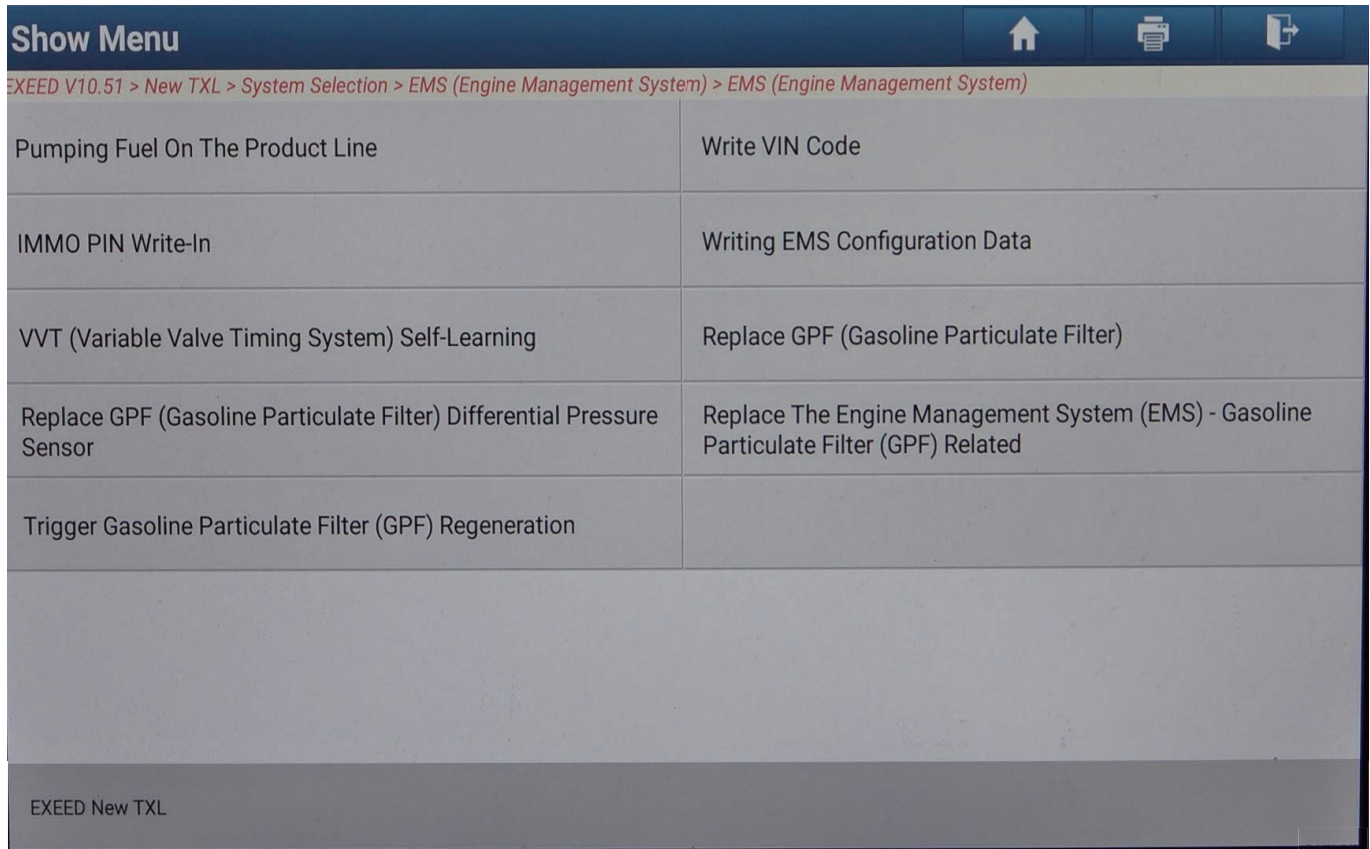 Show Menu
EXEED V10.51 > New TXL > System Selection > EMS (Engine Management System) > EMS (Engine Management System)
Pumping Fuel On The Product Line
Write VIN Code
IMMO PIN Write-In
Writing EMS Configuration Data
VVT (Variable Valve Timing System) Self-Learning
Replace GPF (Gasoline Particulate Filter)
Replace GPF (Gasoline Particulate Filter) Differential Pressure
Sensor
Replace The Engine Management System (EMS) - Gasoline
Particulate Filter (GPF) Related
Trigger Gasoline Particulate Filter (GPF) Regeneration
EXEED New TXL